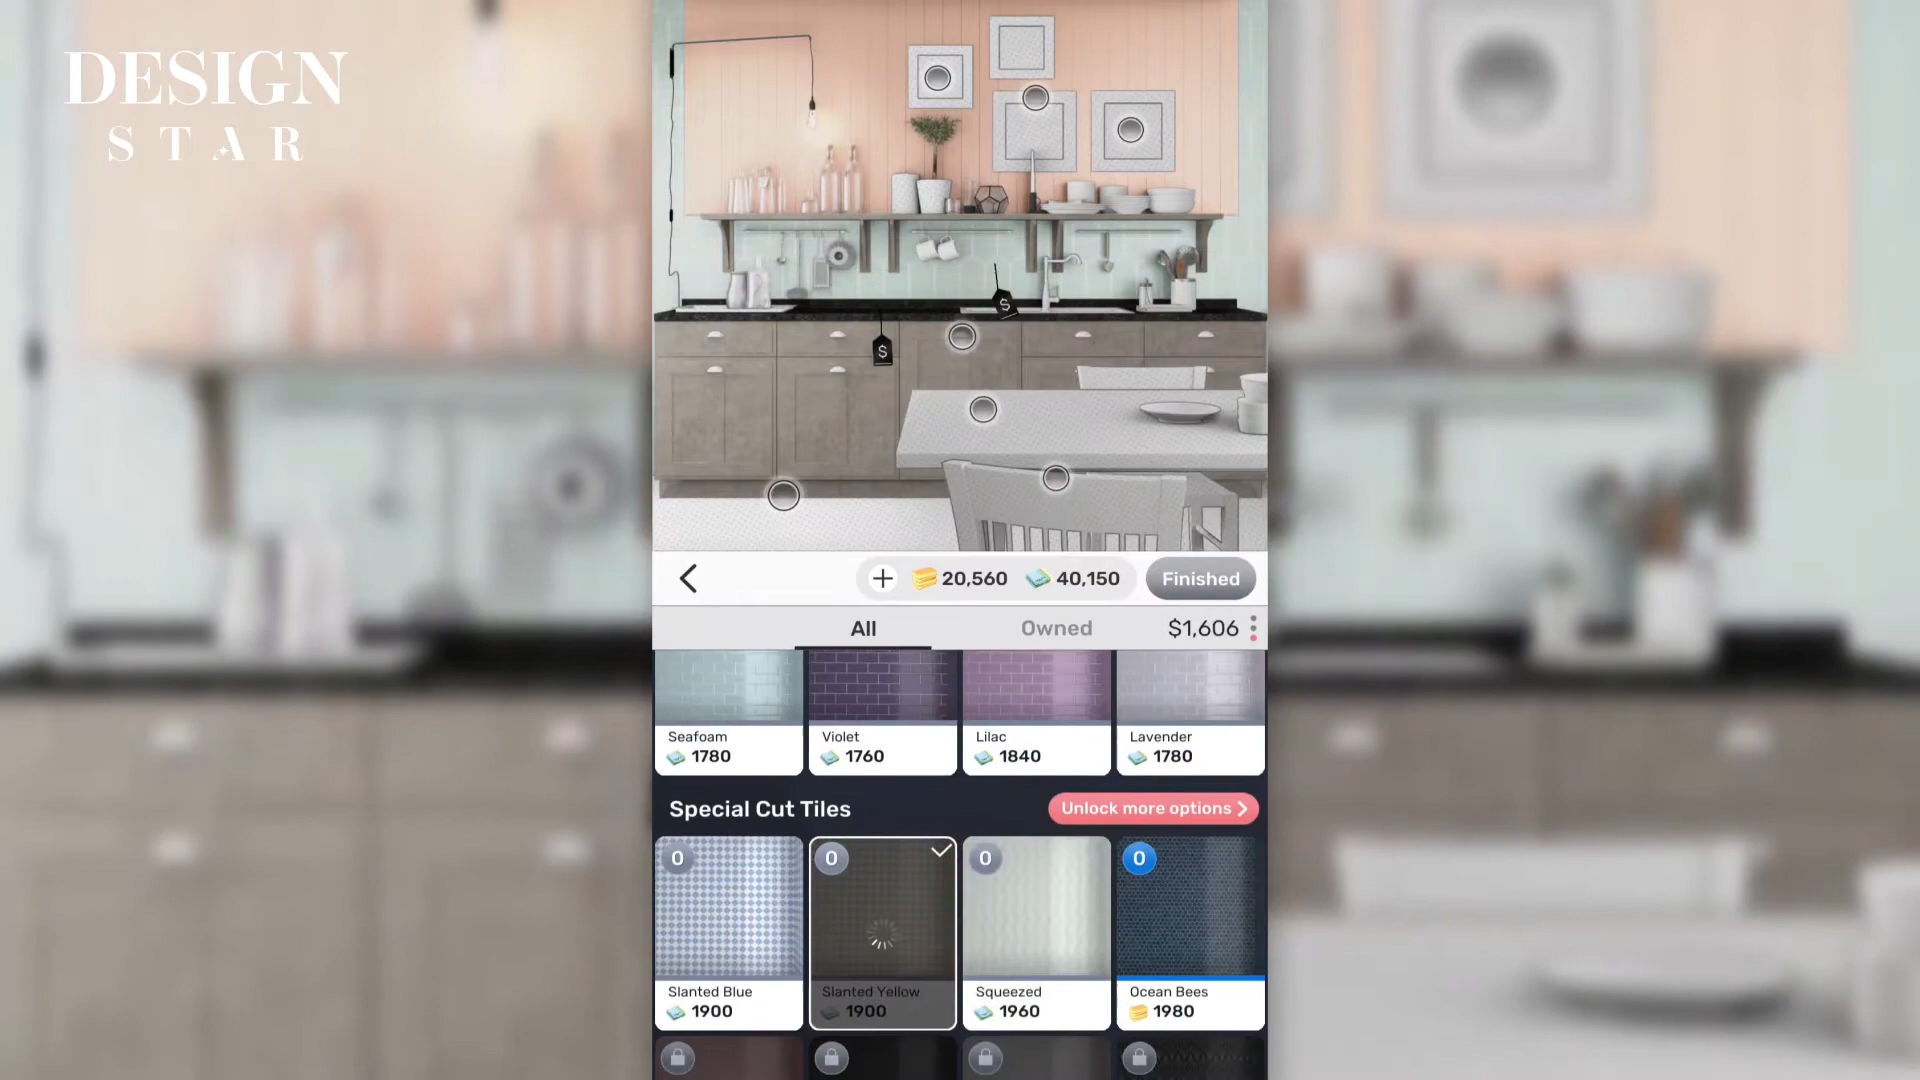 DESIGN
STAR
$
$
20,560
40,150
Finished
All
Owned
$1,606
Seafoam
1780
Violet
1760
Lilac
1840
Lavender
1780
Special Cut Tiles
Unlock more options
0
0
0
0
Slanted Blue
1900
Slanted Yellow
1900
Squeezed
1960
Ocean Bees
1980